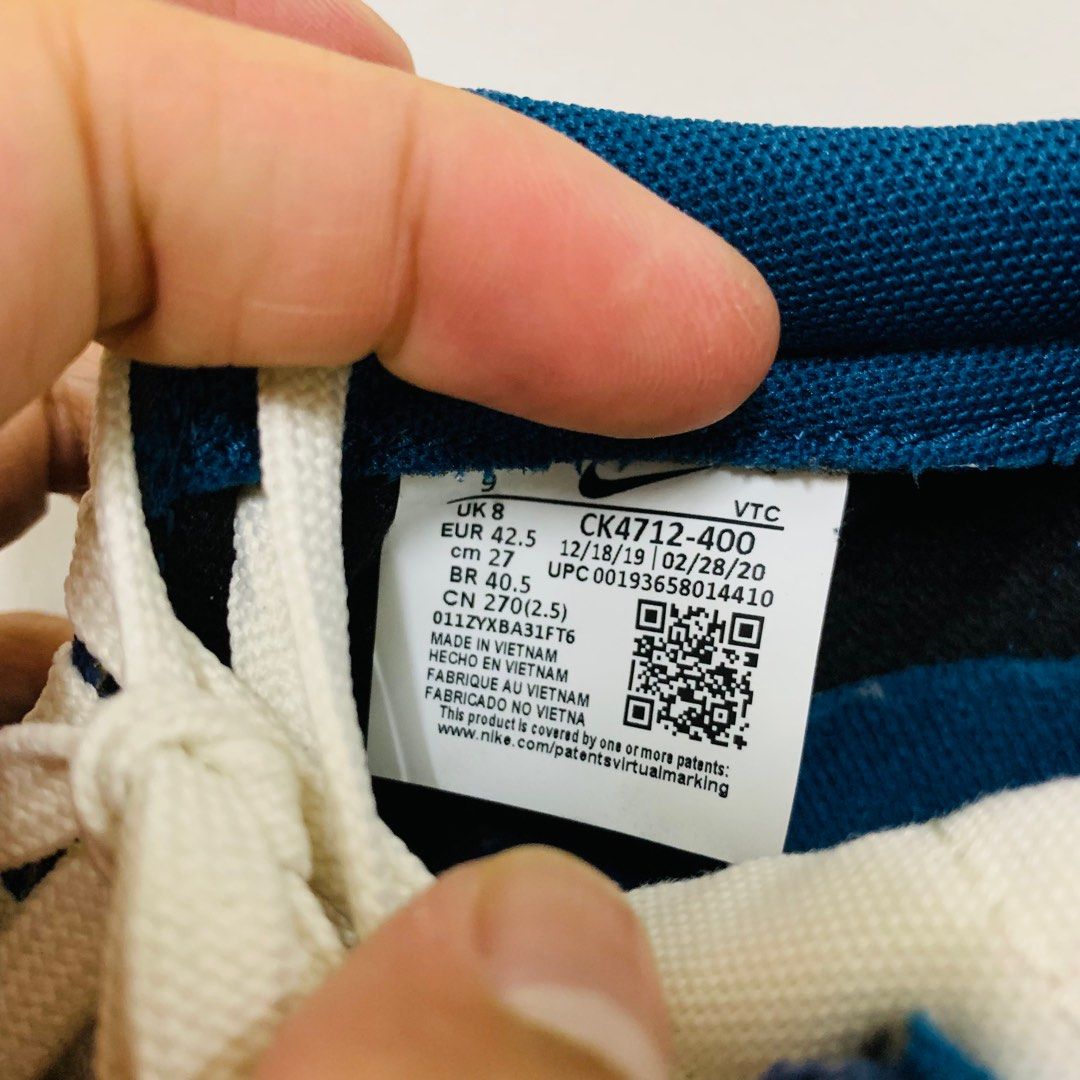 9
UK 8
EUR 42.5
cm 27
BR 40.5
CN 270(2.5)
VTC
CK4712-400
12/18/19 | 02/28/20
UPC 00193658014410
011ZYXBA31FT6
MADE IN VIETNAM
HECHO EN VIETNAM
FABRIQUE AU VIETNAM
FABRICADO NO VIETNA
This product is covered by one or more patents:
www.nike.com/patentsvirtualmarking